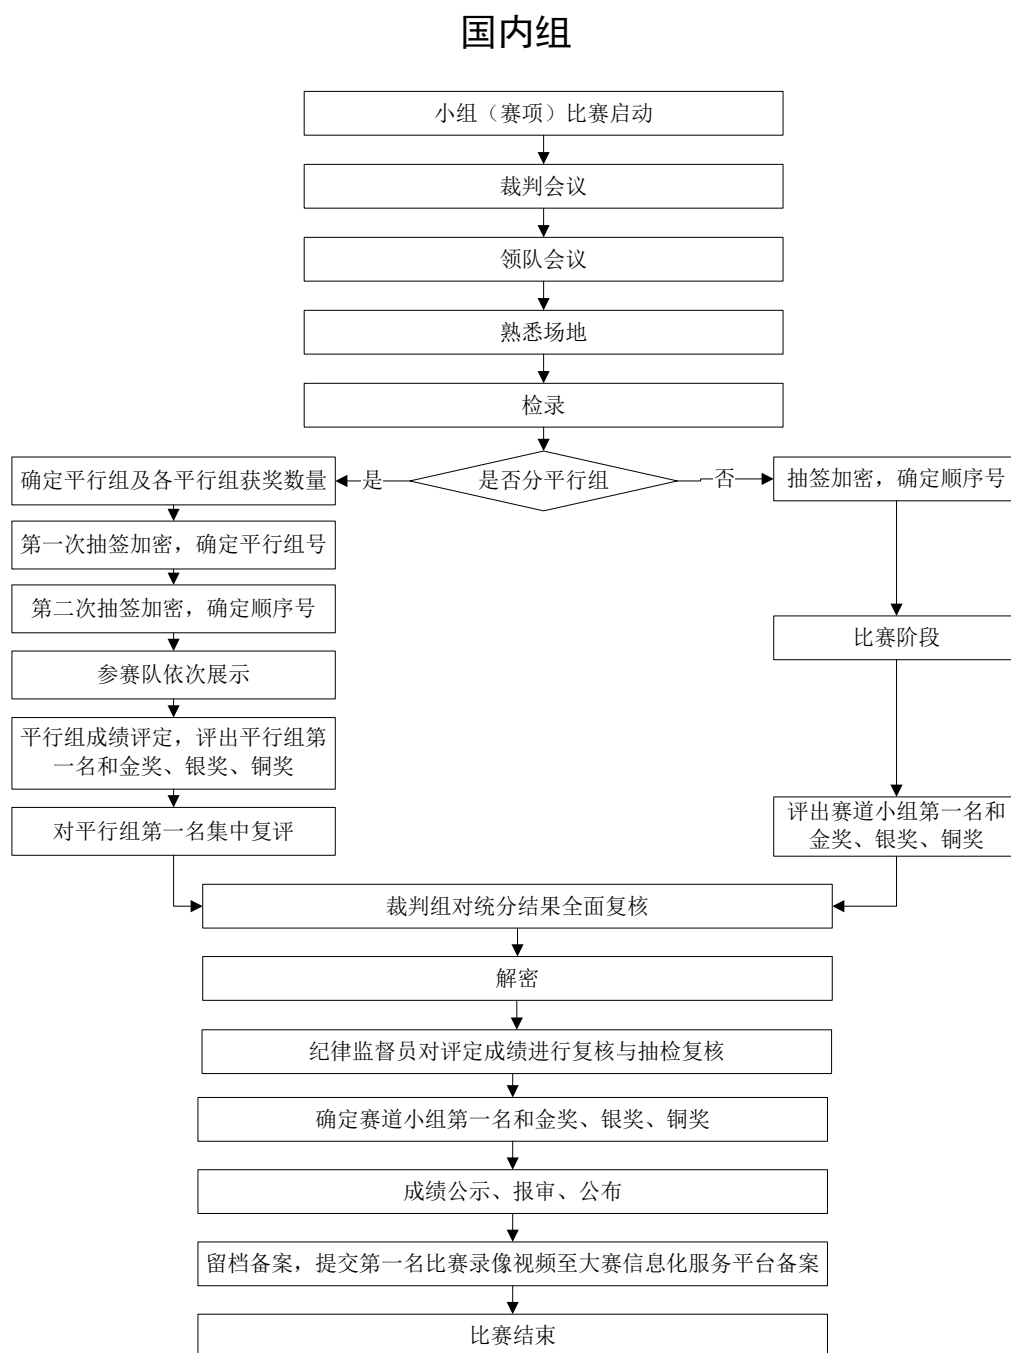 国内组
小组（赛项）比赛启动
裁判会议
领队会议
熟悉场地
检录
是否分平行组
是
否
确定平行组及各平行组获奖数量
第一次抽签加密，确定平行组号
第二次抽签加密，确定顺序号
参赛队依次展示
平行组成绩评定，评出平行组第
一名和金奖、银奖、铜奖
对平行组第一名集中复评
抽签加密，确定顺序号
比赛阶段
评出赛道小组第一名和
金奖、银奖、铜奖
裁判组对统分结果全面复核
解密
纪律监督员对评定成绩进行复核与抽检复核
确定赛道小组第一名和金奖、银奖、铜奖
成绩公示、报审、公布
留档备案，提交第一名比赛录像视频至大赛信息化服务平台备案
比赛结束